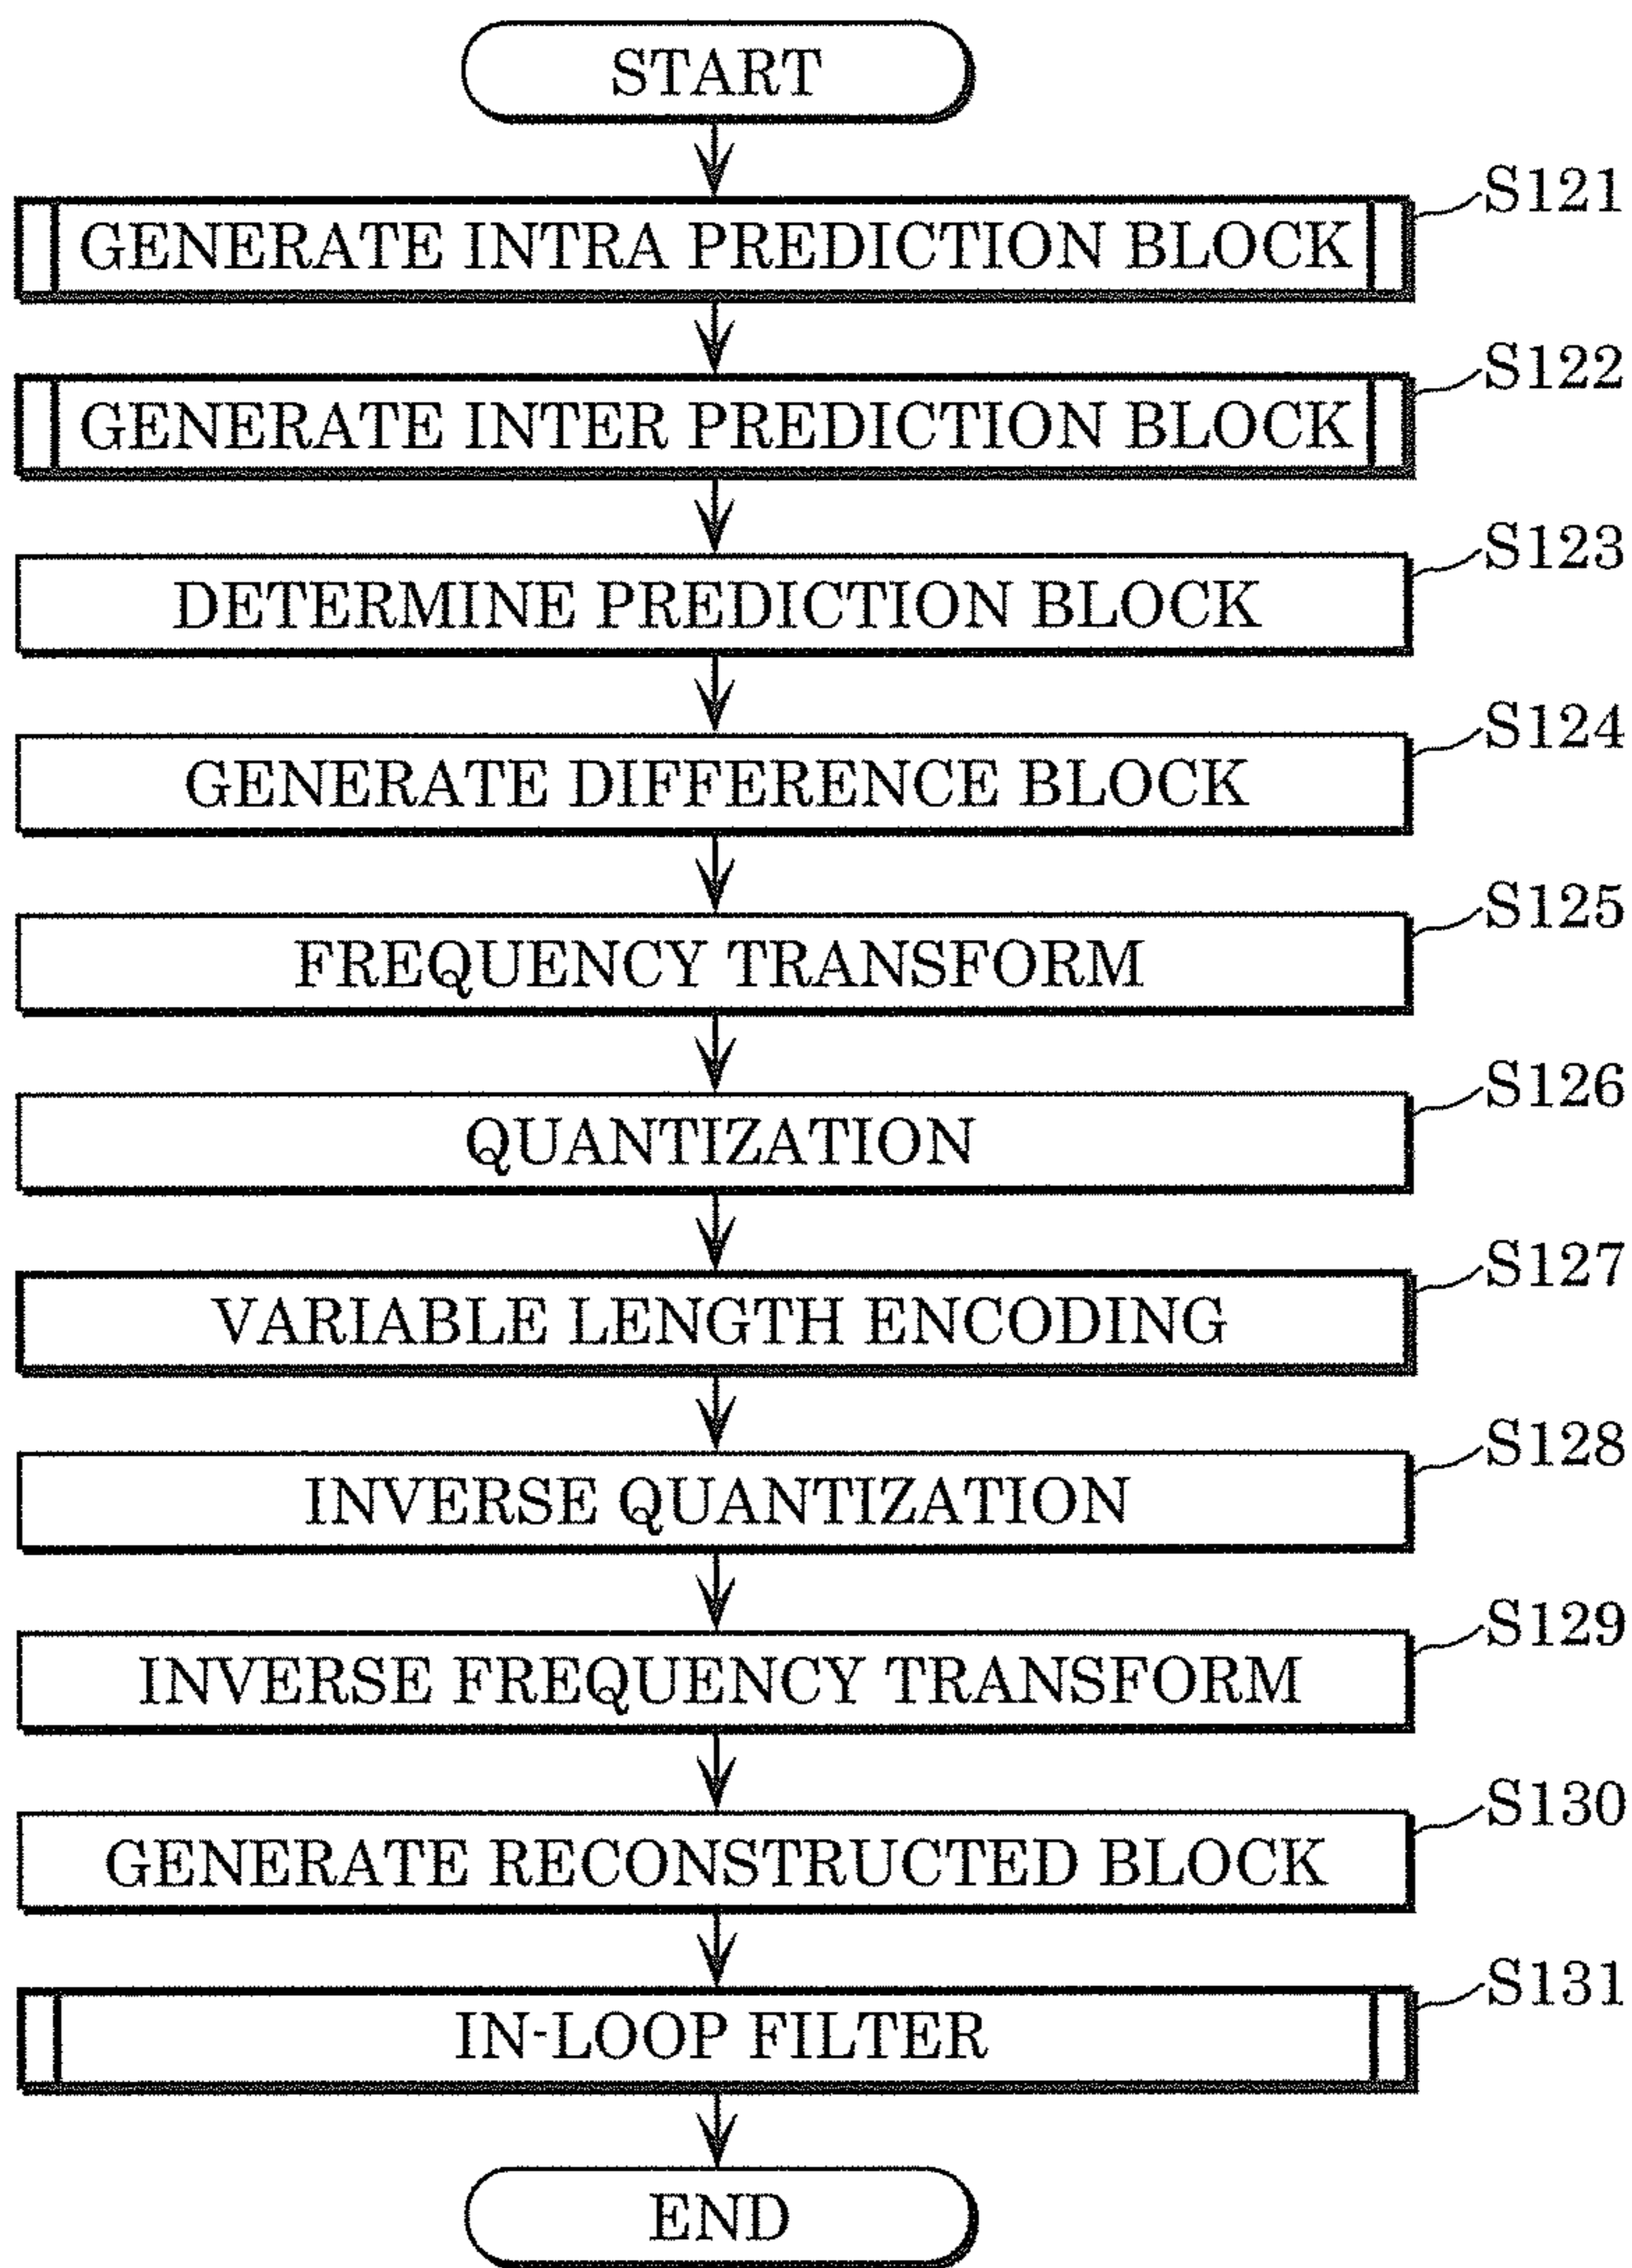 START
S121
GENERATE INTRA PREDICTION BLOCK
S122
GENERATE INTER PREDICTION BLOCK
S123
DETERMINE PREDICTION BLOCK
S124
GENERATE DIFFERENCE BLOCK
S125
FREQUENCY TRANSFORM
S126
QUANTIZATION
S127
VARIABLE LENGTH ENCODING
S128
INVERSE QUANTIZATION
S129
INVERSE FREQUENCY TRANSFORM
S130
GENERATE RECONSTRUCTED BLOCK
S131
IN-LOOP FILTER
END